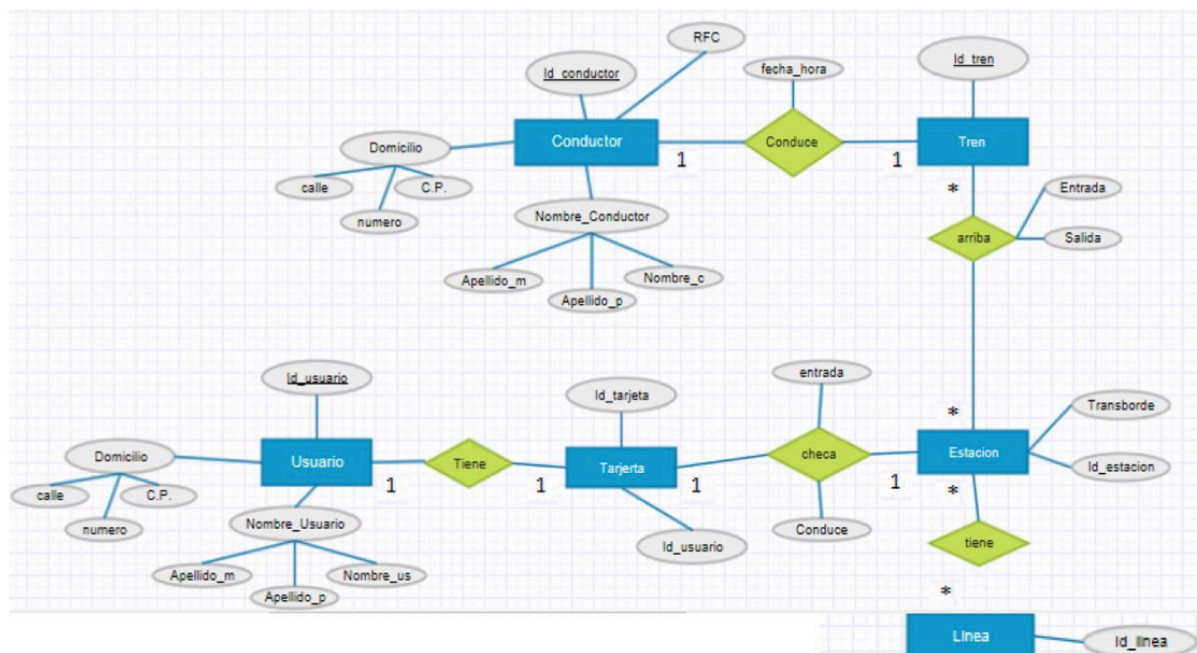 RFC
Id_conductor
fecha_hora
Id_tren
Domicilio
Conductor
Conduce
Tren
1
1
calle
C.P.
numero
Nombre_Conductor
*
Entrada
arriba
Salida
Apellido_m
Nombre_c
Apellido_p
Id_usuario
Id_tarjeta
entrada
Transborde
*
Domicilio
Usuario
Tiene
Tarjerta
checa
Estacion
Id_estacion
1
1
1
1
*
calle
C.P.
numero
Nombre_Usuario
Id_usuario
Conduce
tiene
Apellido_m
Nombre_us
Apellido_p
*
LInea
Id_lInea